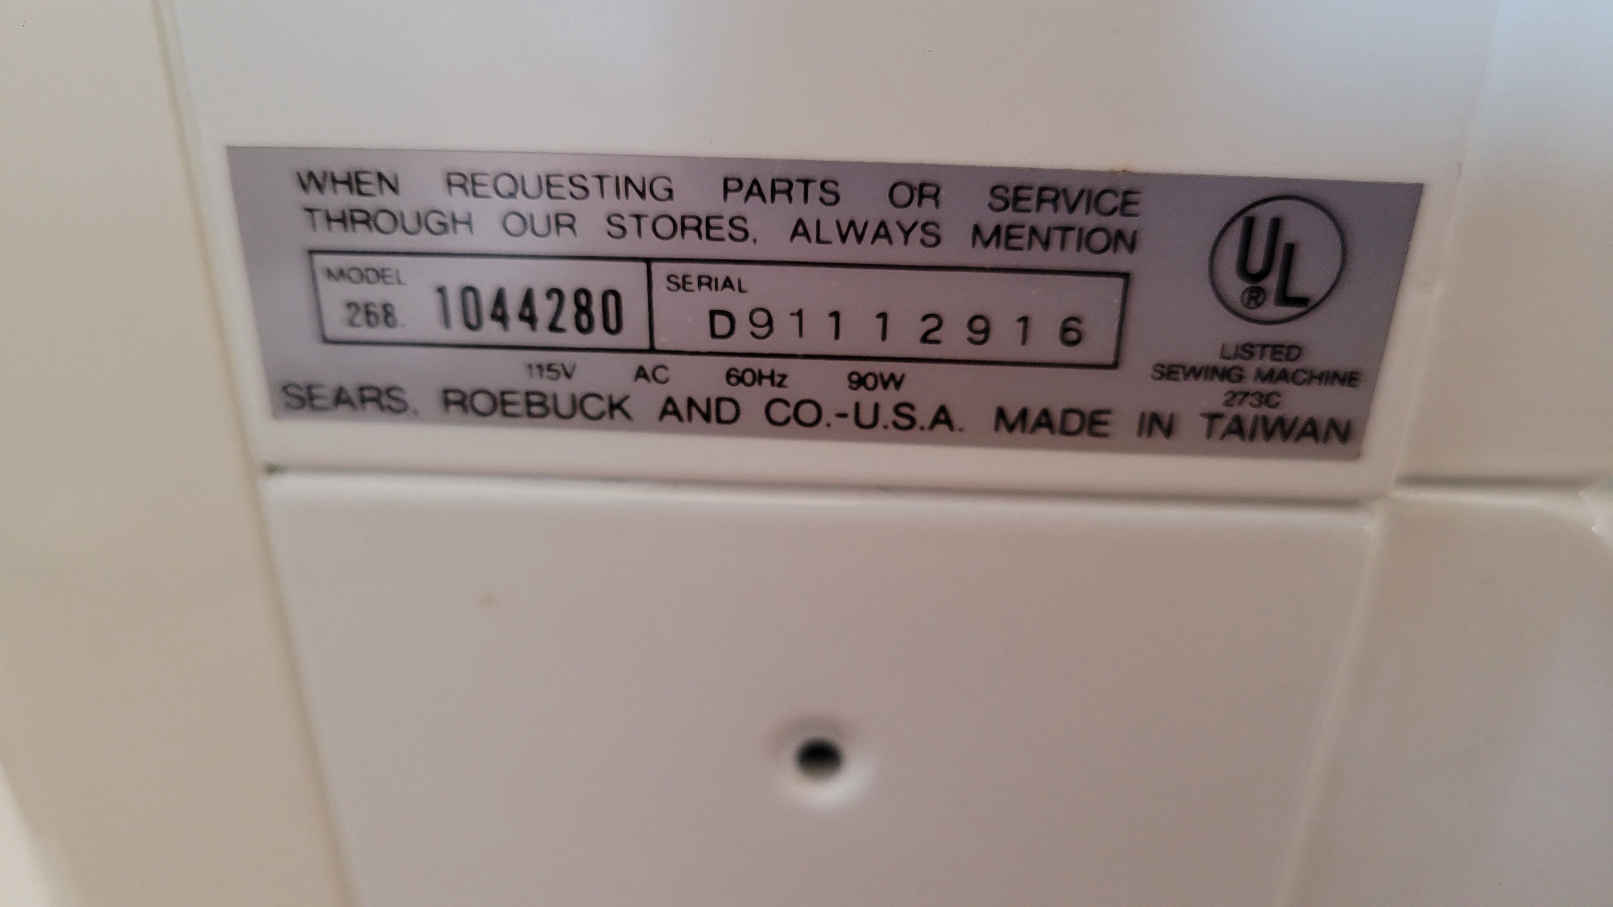 WHEN REQUESTING PARTS OR SERVICE
THROUGH OUR STORES, ALWAYS MENTION
MODEL
268. 1044280
SERIAL
D91112916
UL
®
LISTED
SEWING MACHINE
273C
115V AC 60Hz 90W
SEARS, ROEBUCK AND CO.-U.S.A. MADE IN TAIWAN